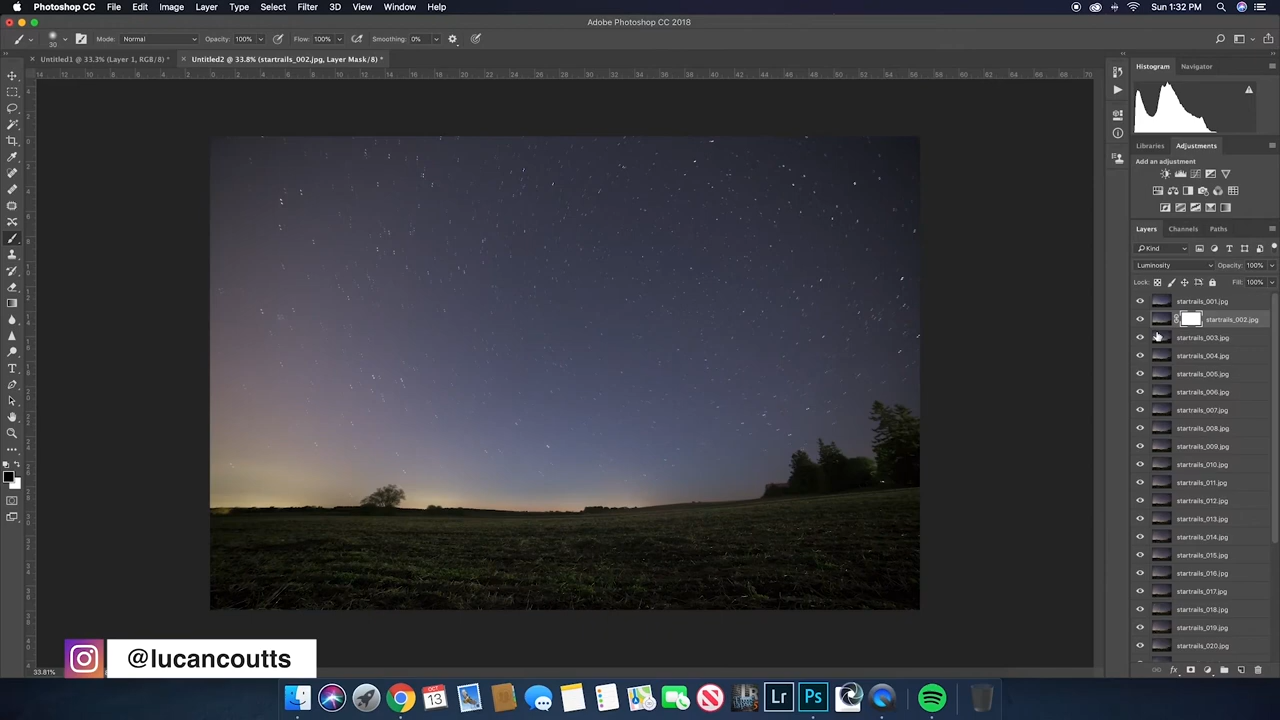 Photoshop CC File Edit Image Layer Type Select Filter 3D View Window Help Sun 1:32 PM
Adobe Photoshop CC 2018
30 Mode: Normal Opacity: 100% Flow: 100% Smoothing: 0%
Untitled1 @ 33.3% (Layer 1, RGB/8) * Untitled2 @ 33.8% (startrails_002.jpg, Layer Mask/8) *
Histogram Navigator
Libraries Adjustments
Add an adjustment
Layers Channels Paths
Kind
Luminosity Opacity: 100%
Lock: Fill: 100%
startrails_001.jpg
startrails_002.jpg
startrails_003.jpg
startrails_004.jpg
startrails_005.jpg
startrails_006.jpg
startrails_007.jpg
startrails_008.jpg
startrails_009.jpg
startrails_010.jpg
startrails_011.jpg
startrails_012.jpg
startrails_013.jpg
startrails_014.jpg
startrails_015.jpg
startrails_016.jpg
startrails_017.jpg
startrails_018.jpg
startrails_019.jpg
startrails_020.jpg
@lucancoutts
33.81%
OCT
13
Lr
Ps